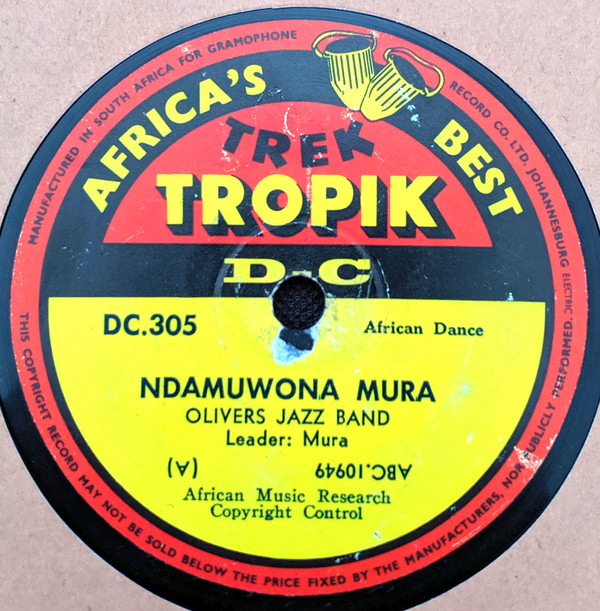 MANUFACTURED IN SOUTH AFRICA FOR GRAMOPHONE RECORD CO. LTD. JOHANNESBURG
AFRICA'S BEST
TREK
TROPIK
D.C
DC.305 African Dance
NDAMUWONA MURA
OLIVERS JAZZ BAND
Leader: Mura
(A) ABC.10949
African Music Research
Copyright Control
THIS COPYRIGHT RECORD MAY NOT BE SOLD BELOW THE PRICE FIXED BY THE MANUFACTURERS, NOR PUBLICLY PERFORMED. ELECTRIC